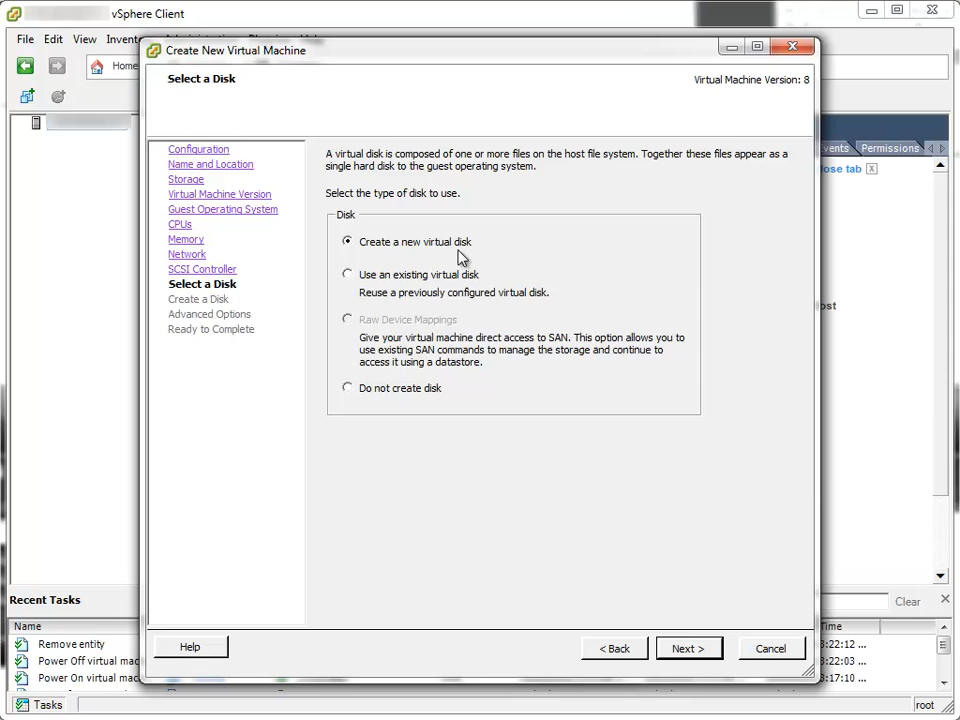 vSphere Client
File Edit View
Create New Virtual Machine
Home
Select a Disk
Virtual Machine Version: 8
Configuration
Name and Location
Storage
Virtual Machine Version
Guest Operating System
CPUs
Memory
Network
SCSI Controller
Select a Disk
Create a Disk
Advanced Options
Ready to Complete
A virtual disk is composed of one or more files on the host file system. Together these files appear as a
single hard disk to the guest operating system.
Select the type of disk to use.
Disk
Create a new virtual disk
Use an existing virtual disk
Reuse a previously configured virtual disk.
Raw Device Mappings
Give your virtual machine direct access to SAN. This option allows you to
use existing SAN commands to manage the storage and continue to
access it using a datastore.
Do not create disk
Permissions
tab X
Help
< Back
Next >
Cancel
Recent Tasks
Clear
Name
Time
Remove entity
3:22:12 ...
Power Off virtual mac
3:22:03 ...
Power On virtual mac
3:17:10 ...
Tasks
root